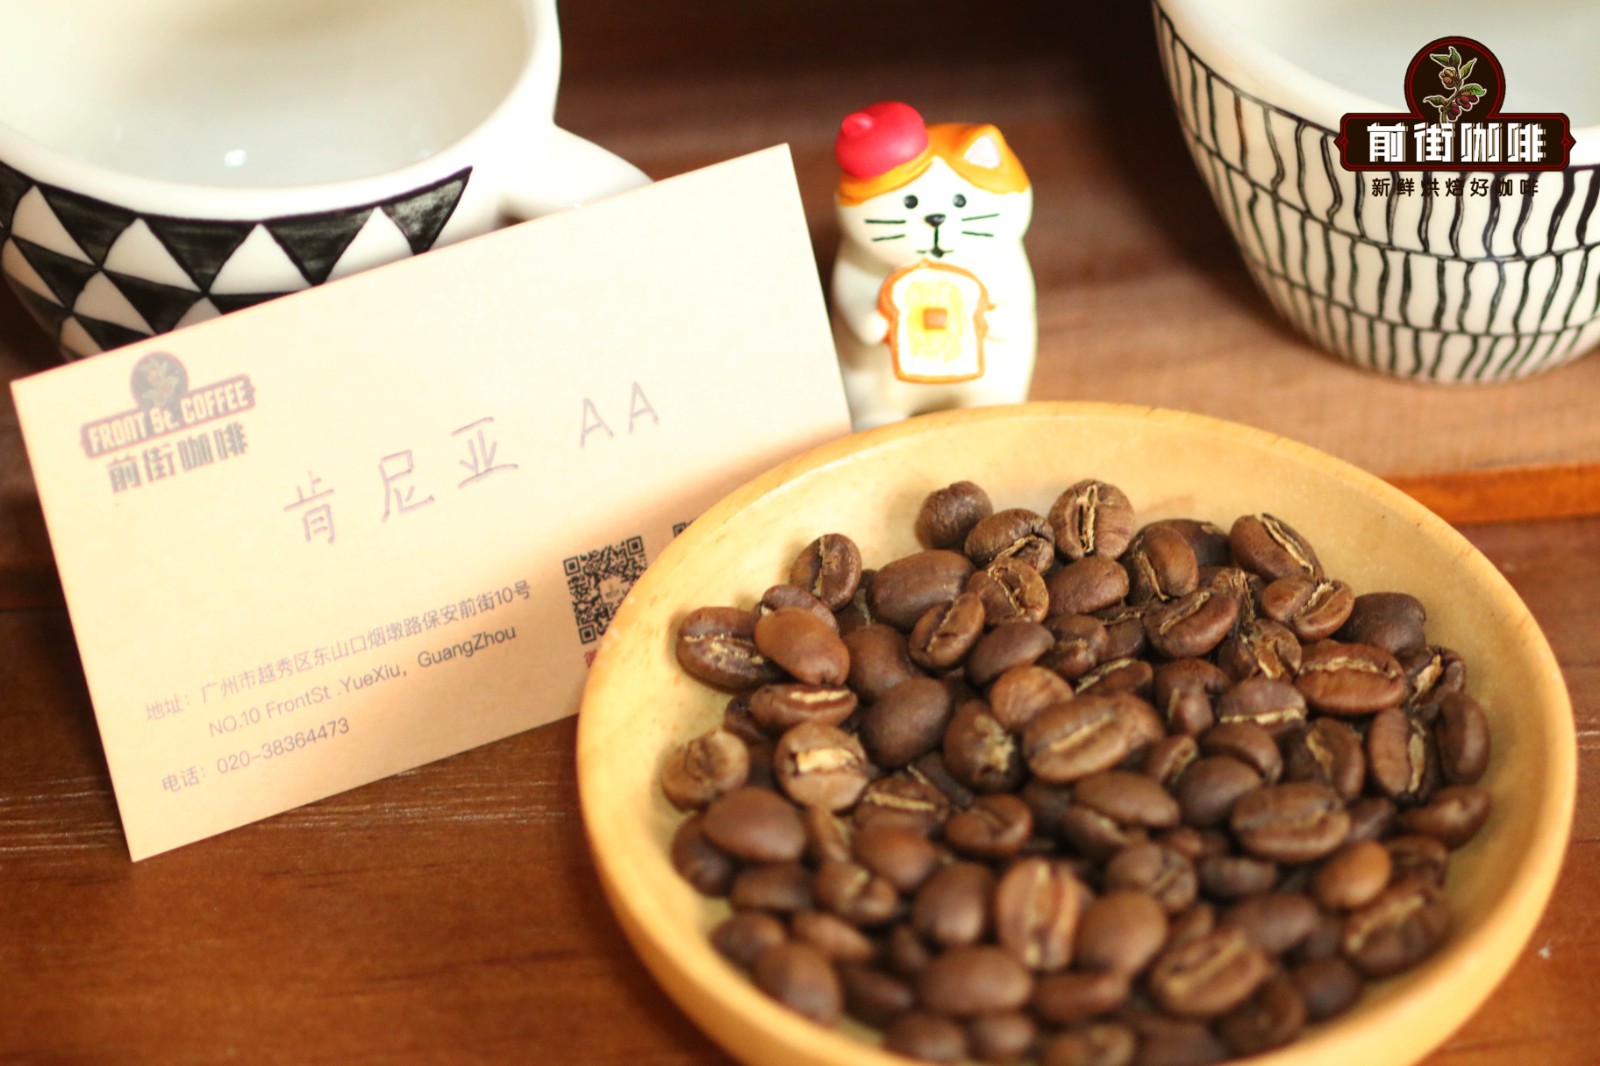 前街咖啡
新鲜烘焙好咖啡
FRONT St. COFFEE
前街咖啡
肯尼亚 AA
地址：广州市越秀区东山口烟墩路保安前街10号
NO.10 FrontSt .YueXiu, GuangZhou
电话：020-38364473